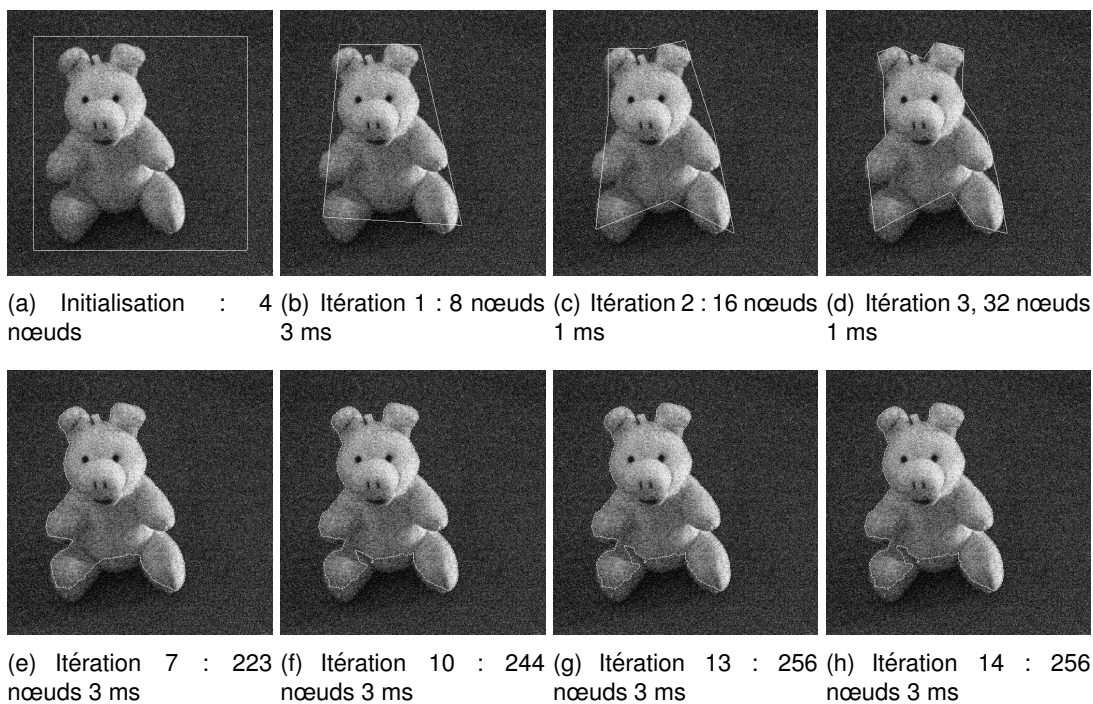 (a) Initialisation : 4
nœuds
(b) Itération 1 : 8 nœuds
3 ms
(c) Itération 2 : 16 nœuds
1 ms
(d) Itération 3, 32 nœuds
1 ms
(e) Itération 7 : 223
nœuds 3 ms
(f) Itération 10 : 244
nœuds 3 ms
(g) Itération 13 : 256
nœuds 3 ms
(h) Itération 14 : 256
nœuds 3 ms